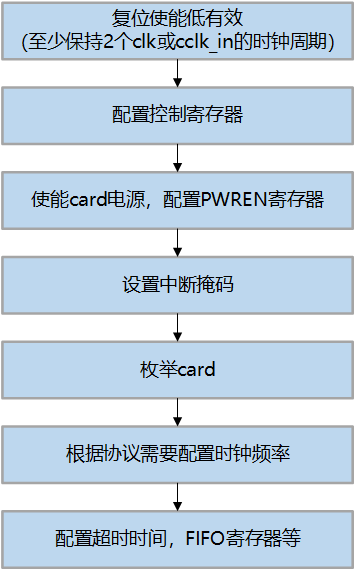 复位使能低有效
（至少保持2个clk或cclk_in的时钟周期）
配置控制寄存器
使能card电源，配置PWREN寄存器
设置中断掩码
枚举card
根据协议需要配置时钟频率
配置超时时间，FIFO寄存器等